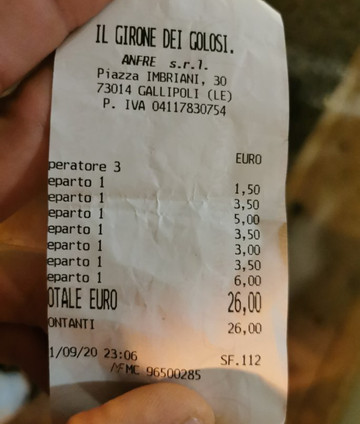 IL GIRONE DEI GOLOSI.
ANFRE s.r.l.
Piazza IMBRIANI, 30
73014 GALLIPOLI (LE)
P. IVA 04117830754
EURO
peratore 3
eparto 1 1,50
eparto 1 3,50
eparto 1 5,00
eparto 1 3,50
eparto 1 3,00
eparto 1 3,50
eparto 1 6,00
OTALE EURO 26,00
ONTANTI 26,00
1/09/20 23:06 SF.112
MFMC 96500285